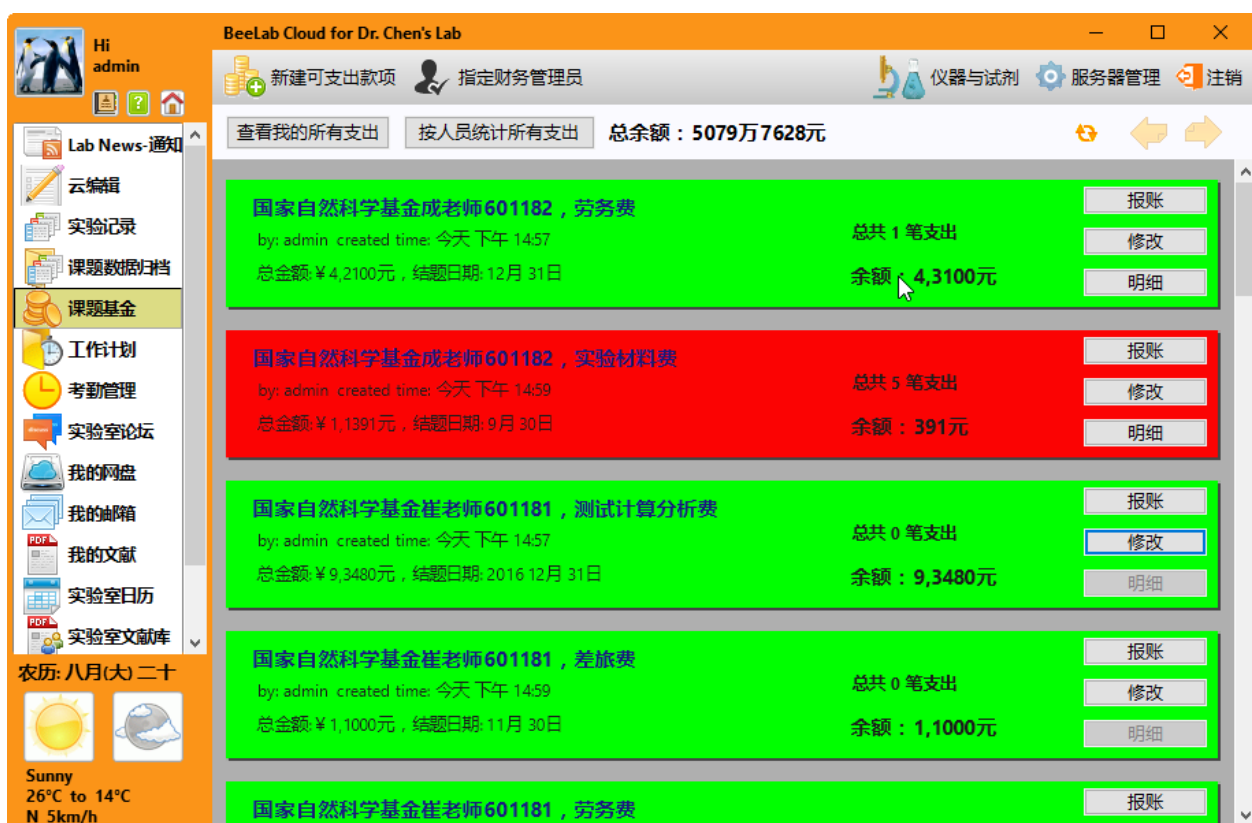 BeeLab Cloud for Dr. Chen's Lab
Hi
admin
新建可支出款项
指定财务管理员
仪器与试剂
服务器管理
注销
查看我的所有支出
按人员统计所有支出
总余额：5079万7628元
Lab News-通知
云编辑
实验记录
课题数据归档
课题基金
工作计划
考勤管理
实验室论坛
我的网盘
我的邮箱
PDF
我的文献
实验室日历
PDF
实验室文献库
农历: 八月(大) 二十
Sunny
26°C to 14°C
N 5km/h
国家自然科学基金成老师601182，劳务费
by: admin created time: 今天 下午 14:57
总金额:￥4,2100元，结题日期: 12月 31日
总共 1 笔支出
余额：4,3100元
报账
修改
明细
国家自然科学基金成老师601182，实验材料费
by: admin created time: 今天 下午 14:59
总金额:￥1,1391元，结题日期: 9月 30日
总共 5 笔支出
余额：391元
报账
修改
明细
国家自然科学基金崔老师601181，测试计算分析费
by: admin created time: 今天 下午 14:57
总金额:￥9,3480元，结题日期: 2016 12月 31日
总共 0 笔支出
余额：9,3480元
报账
修改
明细
国家自然科学基金崔老师601181，差旅费
by: admin created time: 今天 下午 14:59
总金额:￥1,1000元，结题日期: 11月 30日
总共 0 笔支出
余额：1,1000元
报账
修改
明细
国家自然科学基金崔老师601181，劳务费
报账